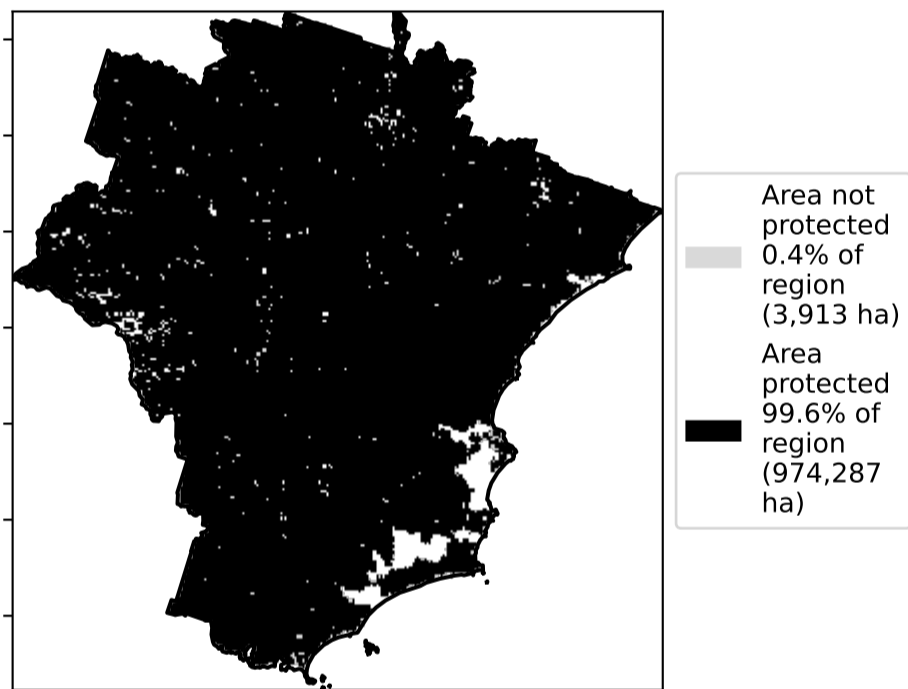 Area not
protected
0.4% of
region
(3,913 ha)
Area
protected
99.6% of
region
(974,287
ha)